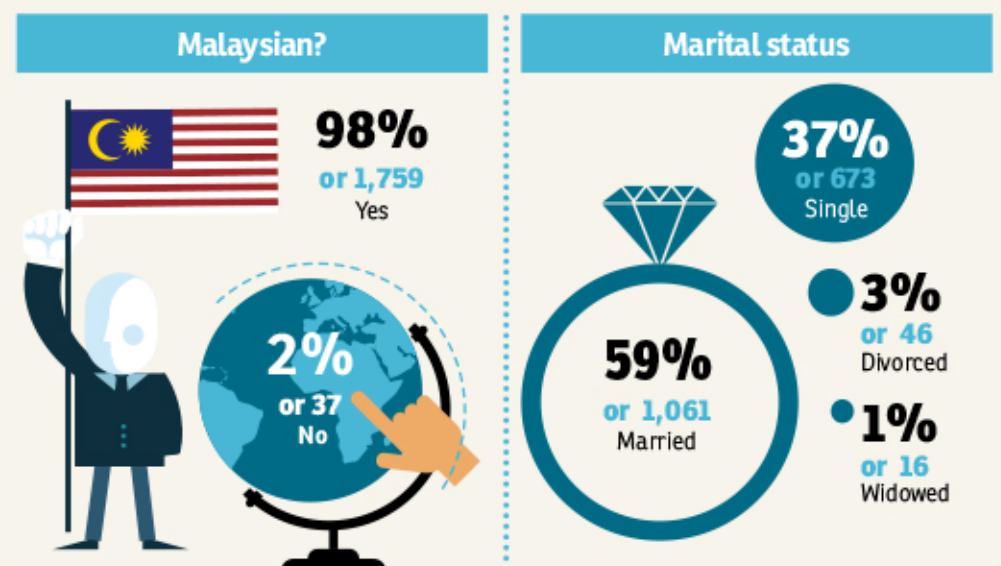 Malaysian?
98%
or 1,759
Yes
2%
or 37
No
Marital status
37%
or 673
Single
59%
or 1,061
Married
3%
or 46
Divorced
1%
or 16
Widowed